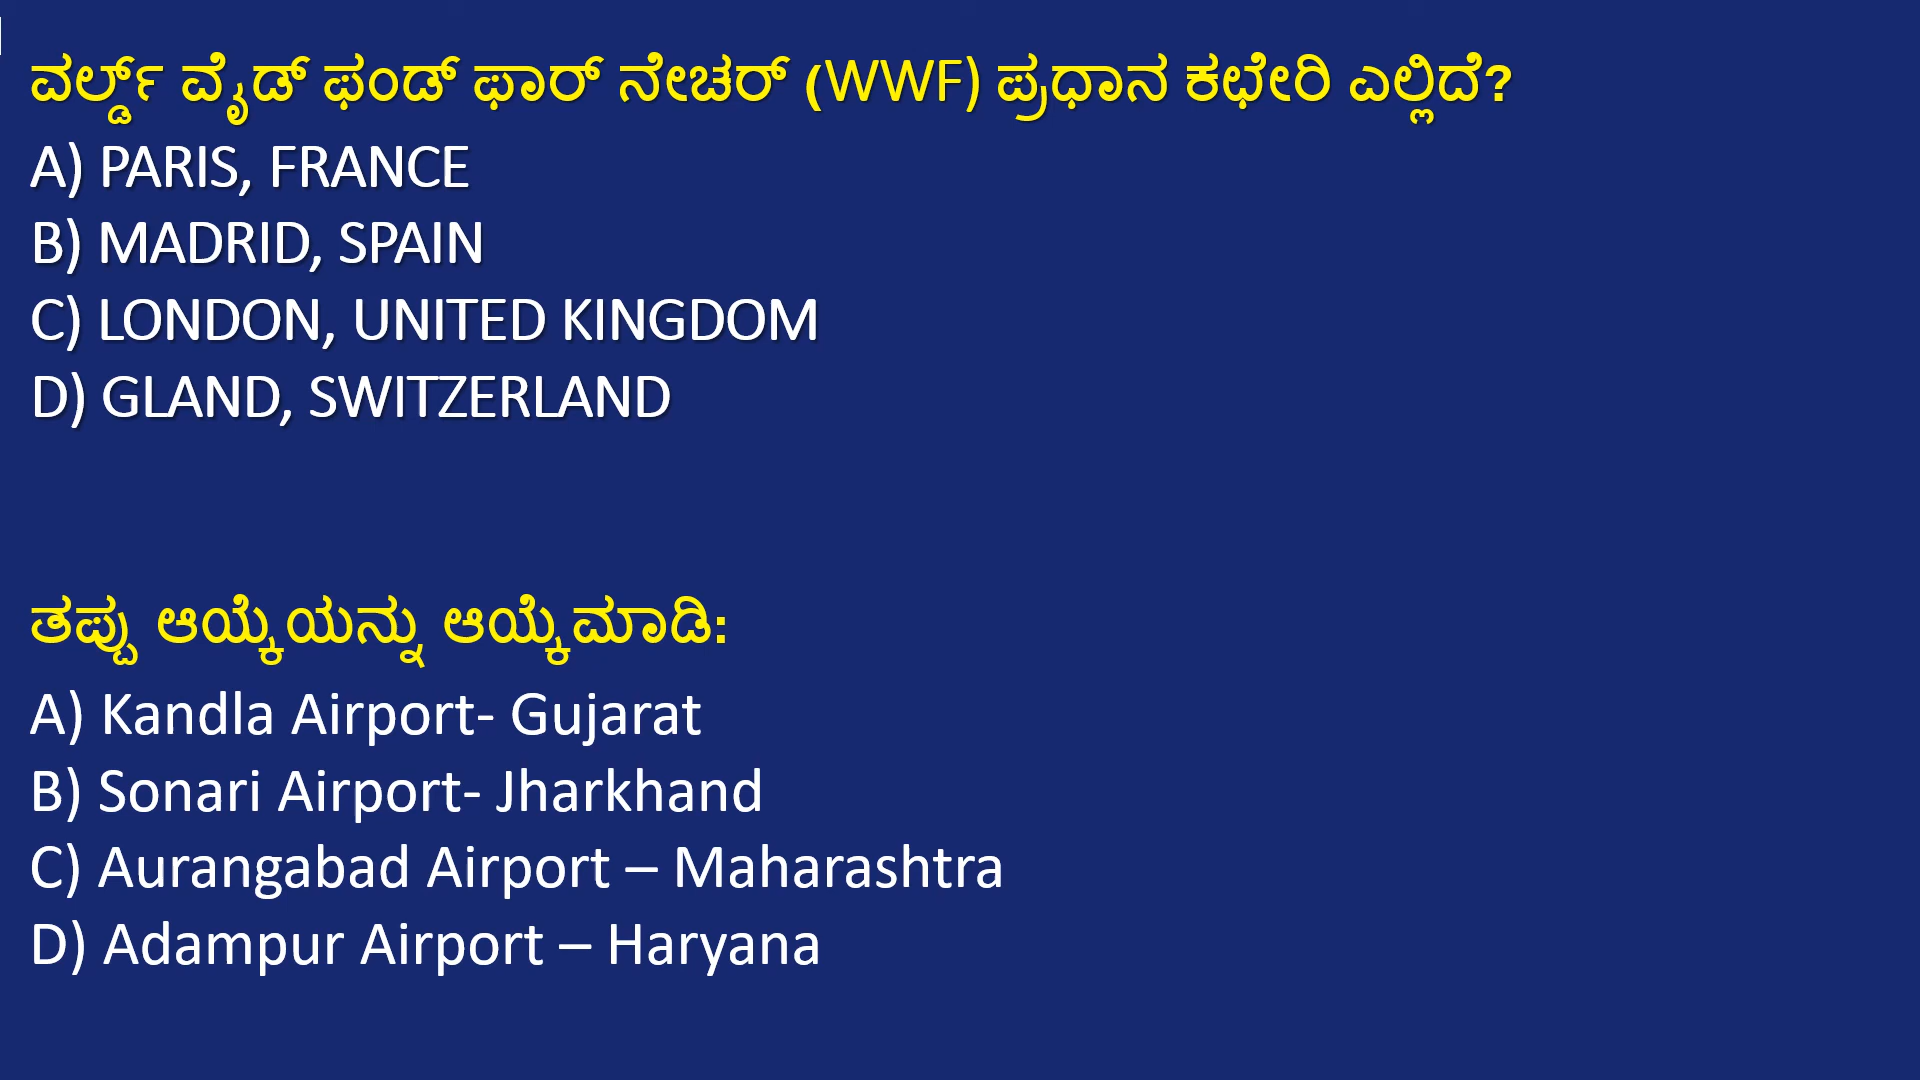 ವರ್ಲ್ಡ್ ವೈಡ್ ಫಂಡ್ ಫಾರ್ ನೇಚರ್ (WWF) ಪ್ರಧಾನ ಕಛೇರಿ ಎಲ್ಲಿದೆ?
A) PARIS, FRANCE
B) MADRID, SPAIN
C) LONDON, UNITED KINGDOM
D) GLAND, SWITZERLAND
ತಪ್ಪು ಆಯ್ಕೆಯನ್ನು ಆಯ್ಕೆಮಾಡಿ:
A) Kandla Airport- Gujarat
B) Sonari Airport- Jharkhand
C) Aurangabad Airport – Maharashtra
D) Adampur Airport – Haryana